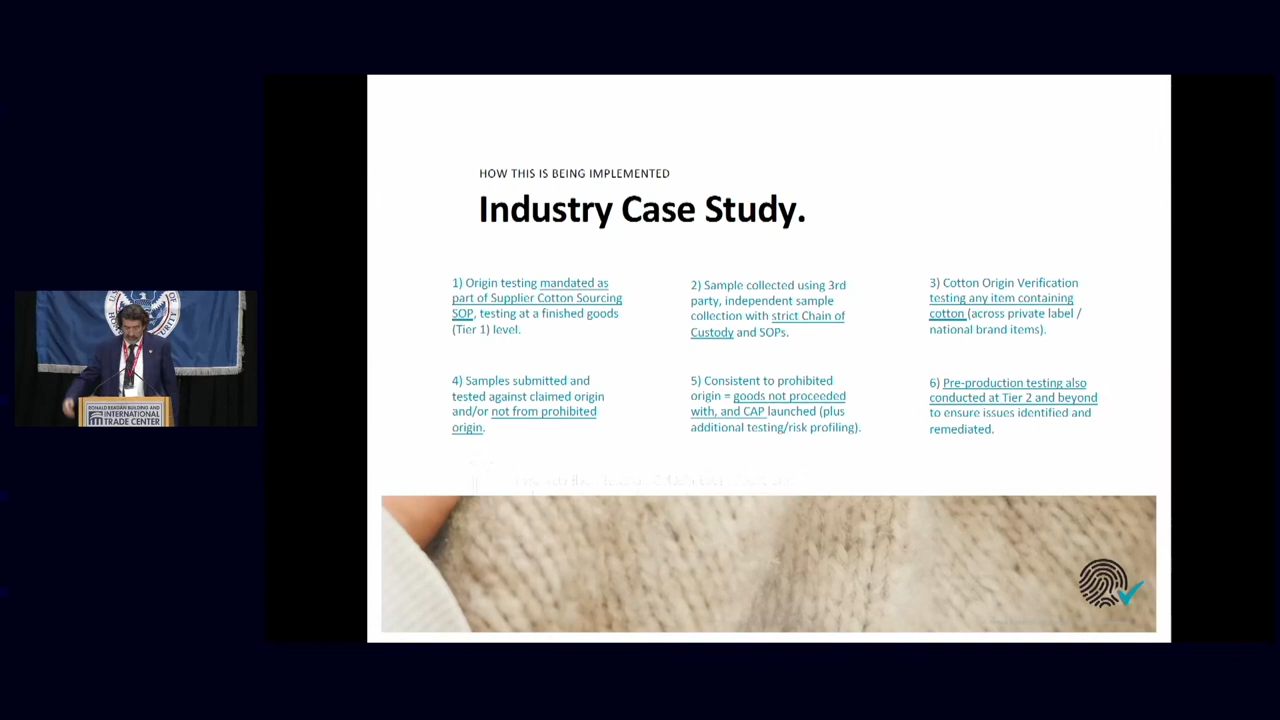 HOW THIS IS BEING IMPLEMENTED
Industry Case Study.
1) Origin testing mandated as
part of Supplier Cotton Sourcing
SOP, testing at a finished goods
(Tier 1) level.
2) Sample collected using 3rd
party, independent sample
collection with strict Chain of
Custody and SOPs.
3) Cotton Origin Verification
testing any item containing
cotton (across private label /
national brand items).
4) Samples submitted and
tested against claimed origin
and/or not from prohibited
origin.
5) Consistent to prohibited
origin = goods not proceeded
with, and CAP launched (plus
additional testing/risk profiling).
6) Pre-production testing also
conducted at Tier 2 and beyond
to ensure issues identified and
remediated.
RONALD REAGAN BUILDING AND
INTERNATIONAL
TRADE CENTER